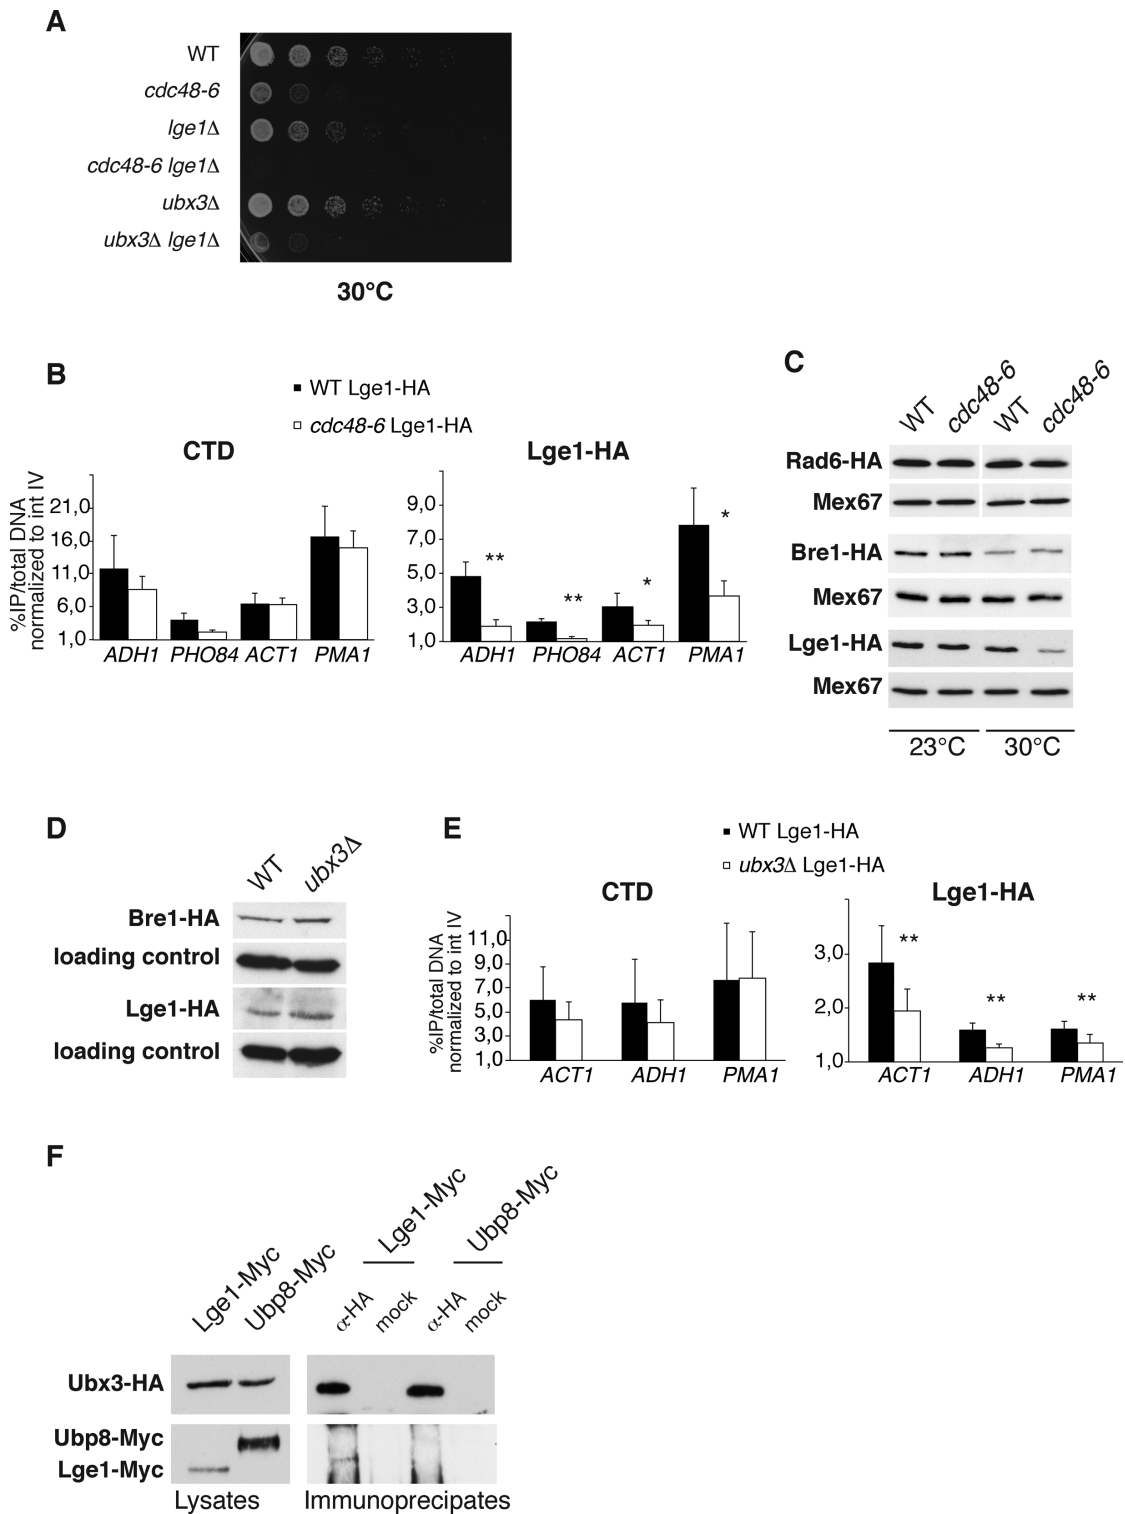 A
WT
cdc48-6
lge1Δ
cdc48-6 lge1Δ
ubx3Δ
ubx3Δ lge1Δ
30°C
B
WT Lge1-HA
cdc48-6 Lge1-HA
CTD
Lge1-HA
%IP/total DNA
normalized to int IV
21,0
16,0
11,0
6,0
1,0
ADH1 PHO84 ACT1 PMA1
9,0
7,0
5,0
3,0
1,0
** ** * *
ADH1 PHO84 ACT1 PMA1
C
WT cdc48-6 WT cdc48-6
Rad6-HA
Mex67
Bre1-HA
Mex67
Lge1-HA
Mex67
23°C 30°C
D
WT ubx3Δ
Bre1-HA
loading control
Lge1-HA
loading control
E
WT Lge1-HA
ubx3Δ Lge1-HA
CTD
Lge1-HA
%IP/total DNA
normalized to int IV
11,0
9,0
7,0
5,0
3,0
1,0
ACT1 ADH1 PMA1
3,0
2,0
1,0
** ** **
ACT1 ADH1 PMA1
F
Lge1-Myc Ubp8-Myc
Lge1-Myc Ubp8-Myc
α-HA mock α-HA mock
Ubx3-HA
Ubp8-Myc
Lge1-Myc
Lysates Immunoprecipates